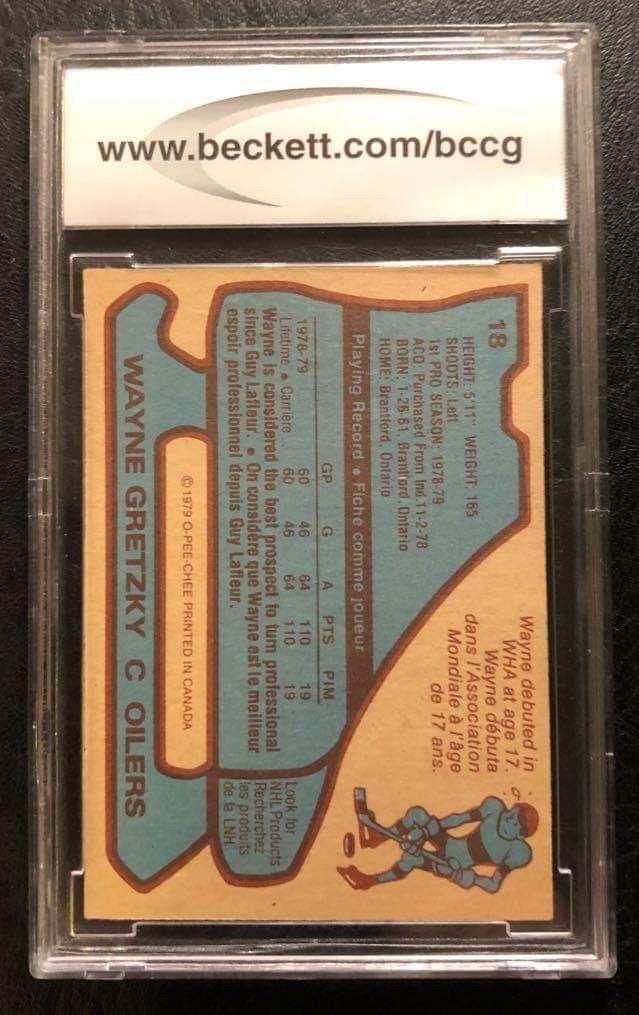 www.beckett.com/bccg
18
HEIGHT: 5'11" WEIGHT: 165
SHOOTS: Left
1st PRO SEASON: 1978-79
ACQ: Purchased From Ind. 11-2-78
BORN: 1-26-61, Brantford, Ontario
HOME: Brantford, Ontario
Wayne debuted in
WHA at age 17.
Wayne débuta
dans l'Association
Mondiale à l'âge
de 17 ans.
Playing Record • Fiche comme joueur
GP G A PTS PIM
1978-79 60 46 64 110 19
Lifetime • Carrière ... 60 46 64 110 19
Wayne is considered the best prospect to turn professional
since Guy Lafleur. • On considère que Wayne est le meilleur
espoir professionnel depuis Guy Lafleur.
Look for
NHL Products
Recherchez
les produits
de la LNH.
© 1979 O-PEE-CHEE PRINTED IN CANADA
WAYNE GRETZKY C OILERS